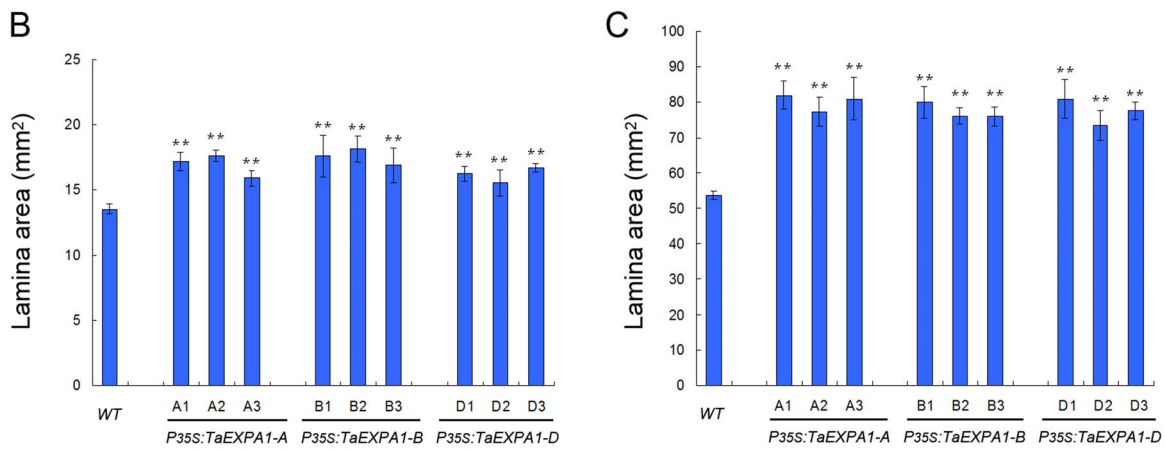 B
Lamina area (mm²)
25
20
15
10
5
0
**
**
**
**
**
**
**
**
**
WT
A1 A2 A3
B1 B2 B3
D1 D2 D3
P35S:TaEXPA1-A
P35S:TaEXPA1-B
P35S:TaEXPA1-D
C
Lamina area (mm²)
100
90
80
70
60
50
40
30
20
10
0
**
**
**
**
**
**
**
**
**
WT
A1 A2 A3
B1 B2 B3
D1 D2 D3
P35S:TaEXPA1-A
P35S:TaEXPA1-B
P35S:TaEXPA1-D